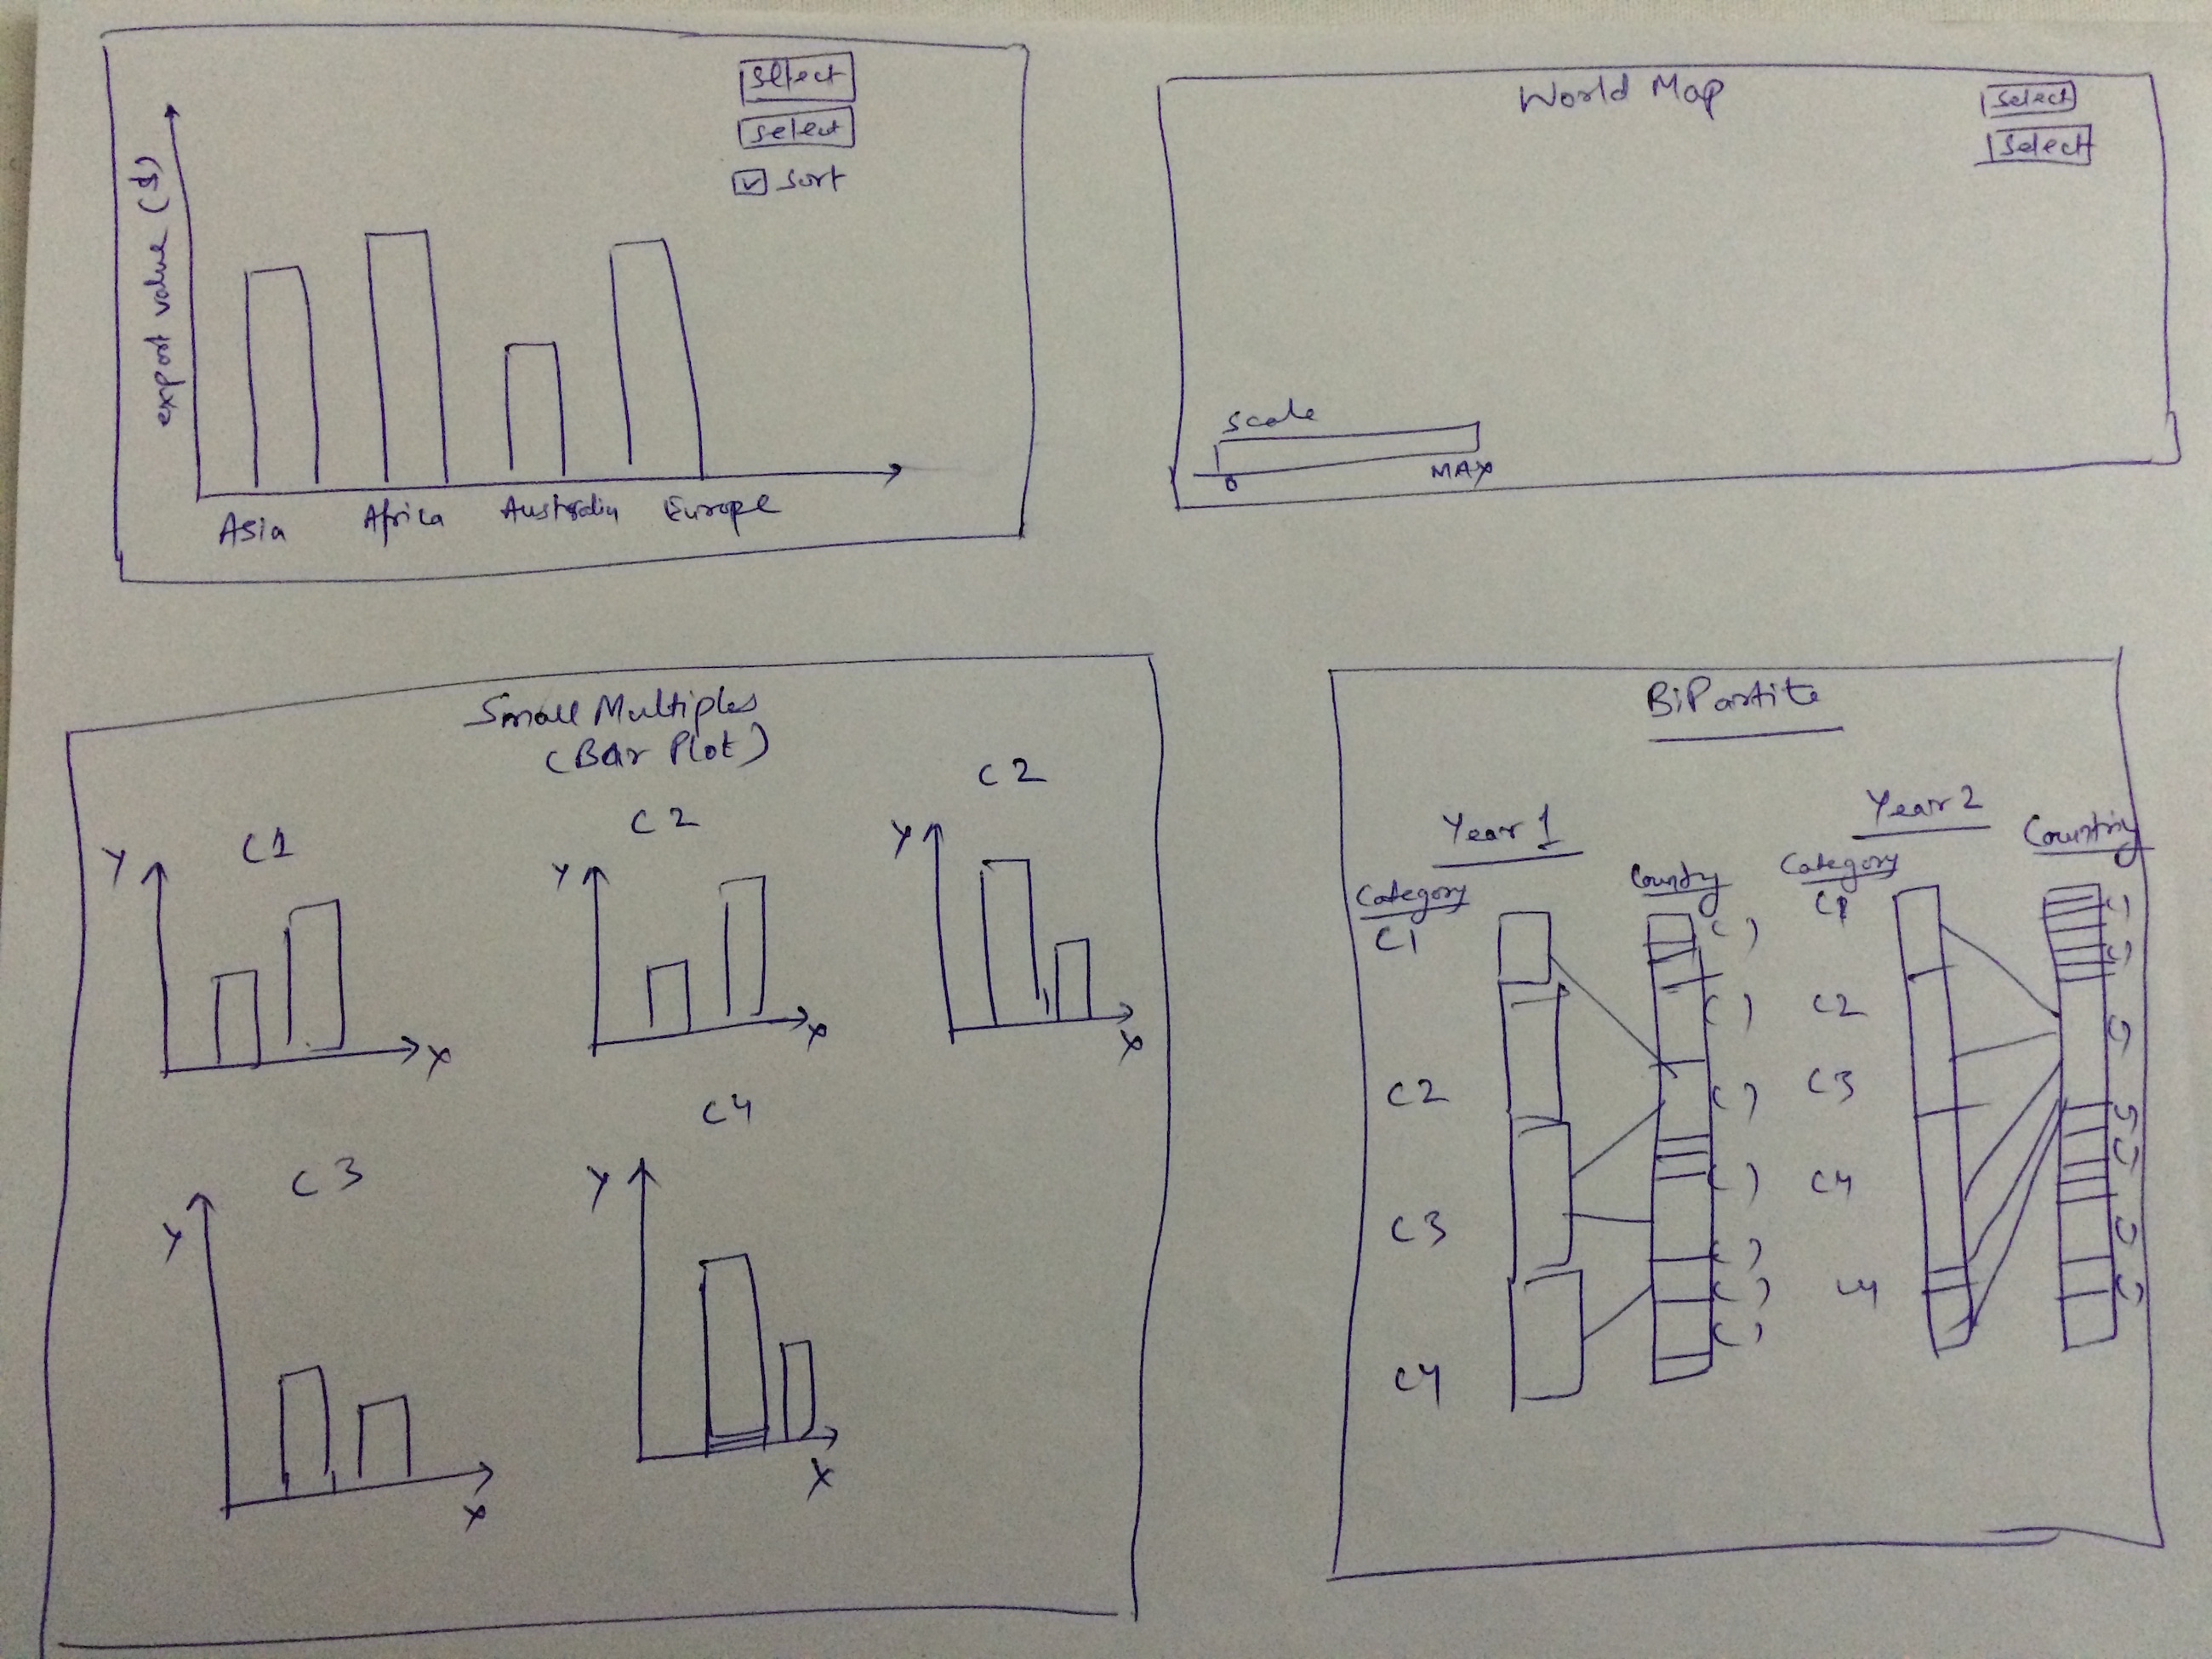 select
select
sort
export value ($)
Asia Africa Australia Europe
World Map
select
select
scale
0 MAX
Small Multiples
(Bar Plot)
C1 C2 C2
Y Y Y
X X X
C3 C4
Y Y
X X
BiPartite
Year 1 Year 2
Category Country Category Country
C1 C1
C2 C2
C3 C3
C4 C4
C4